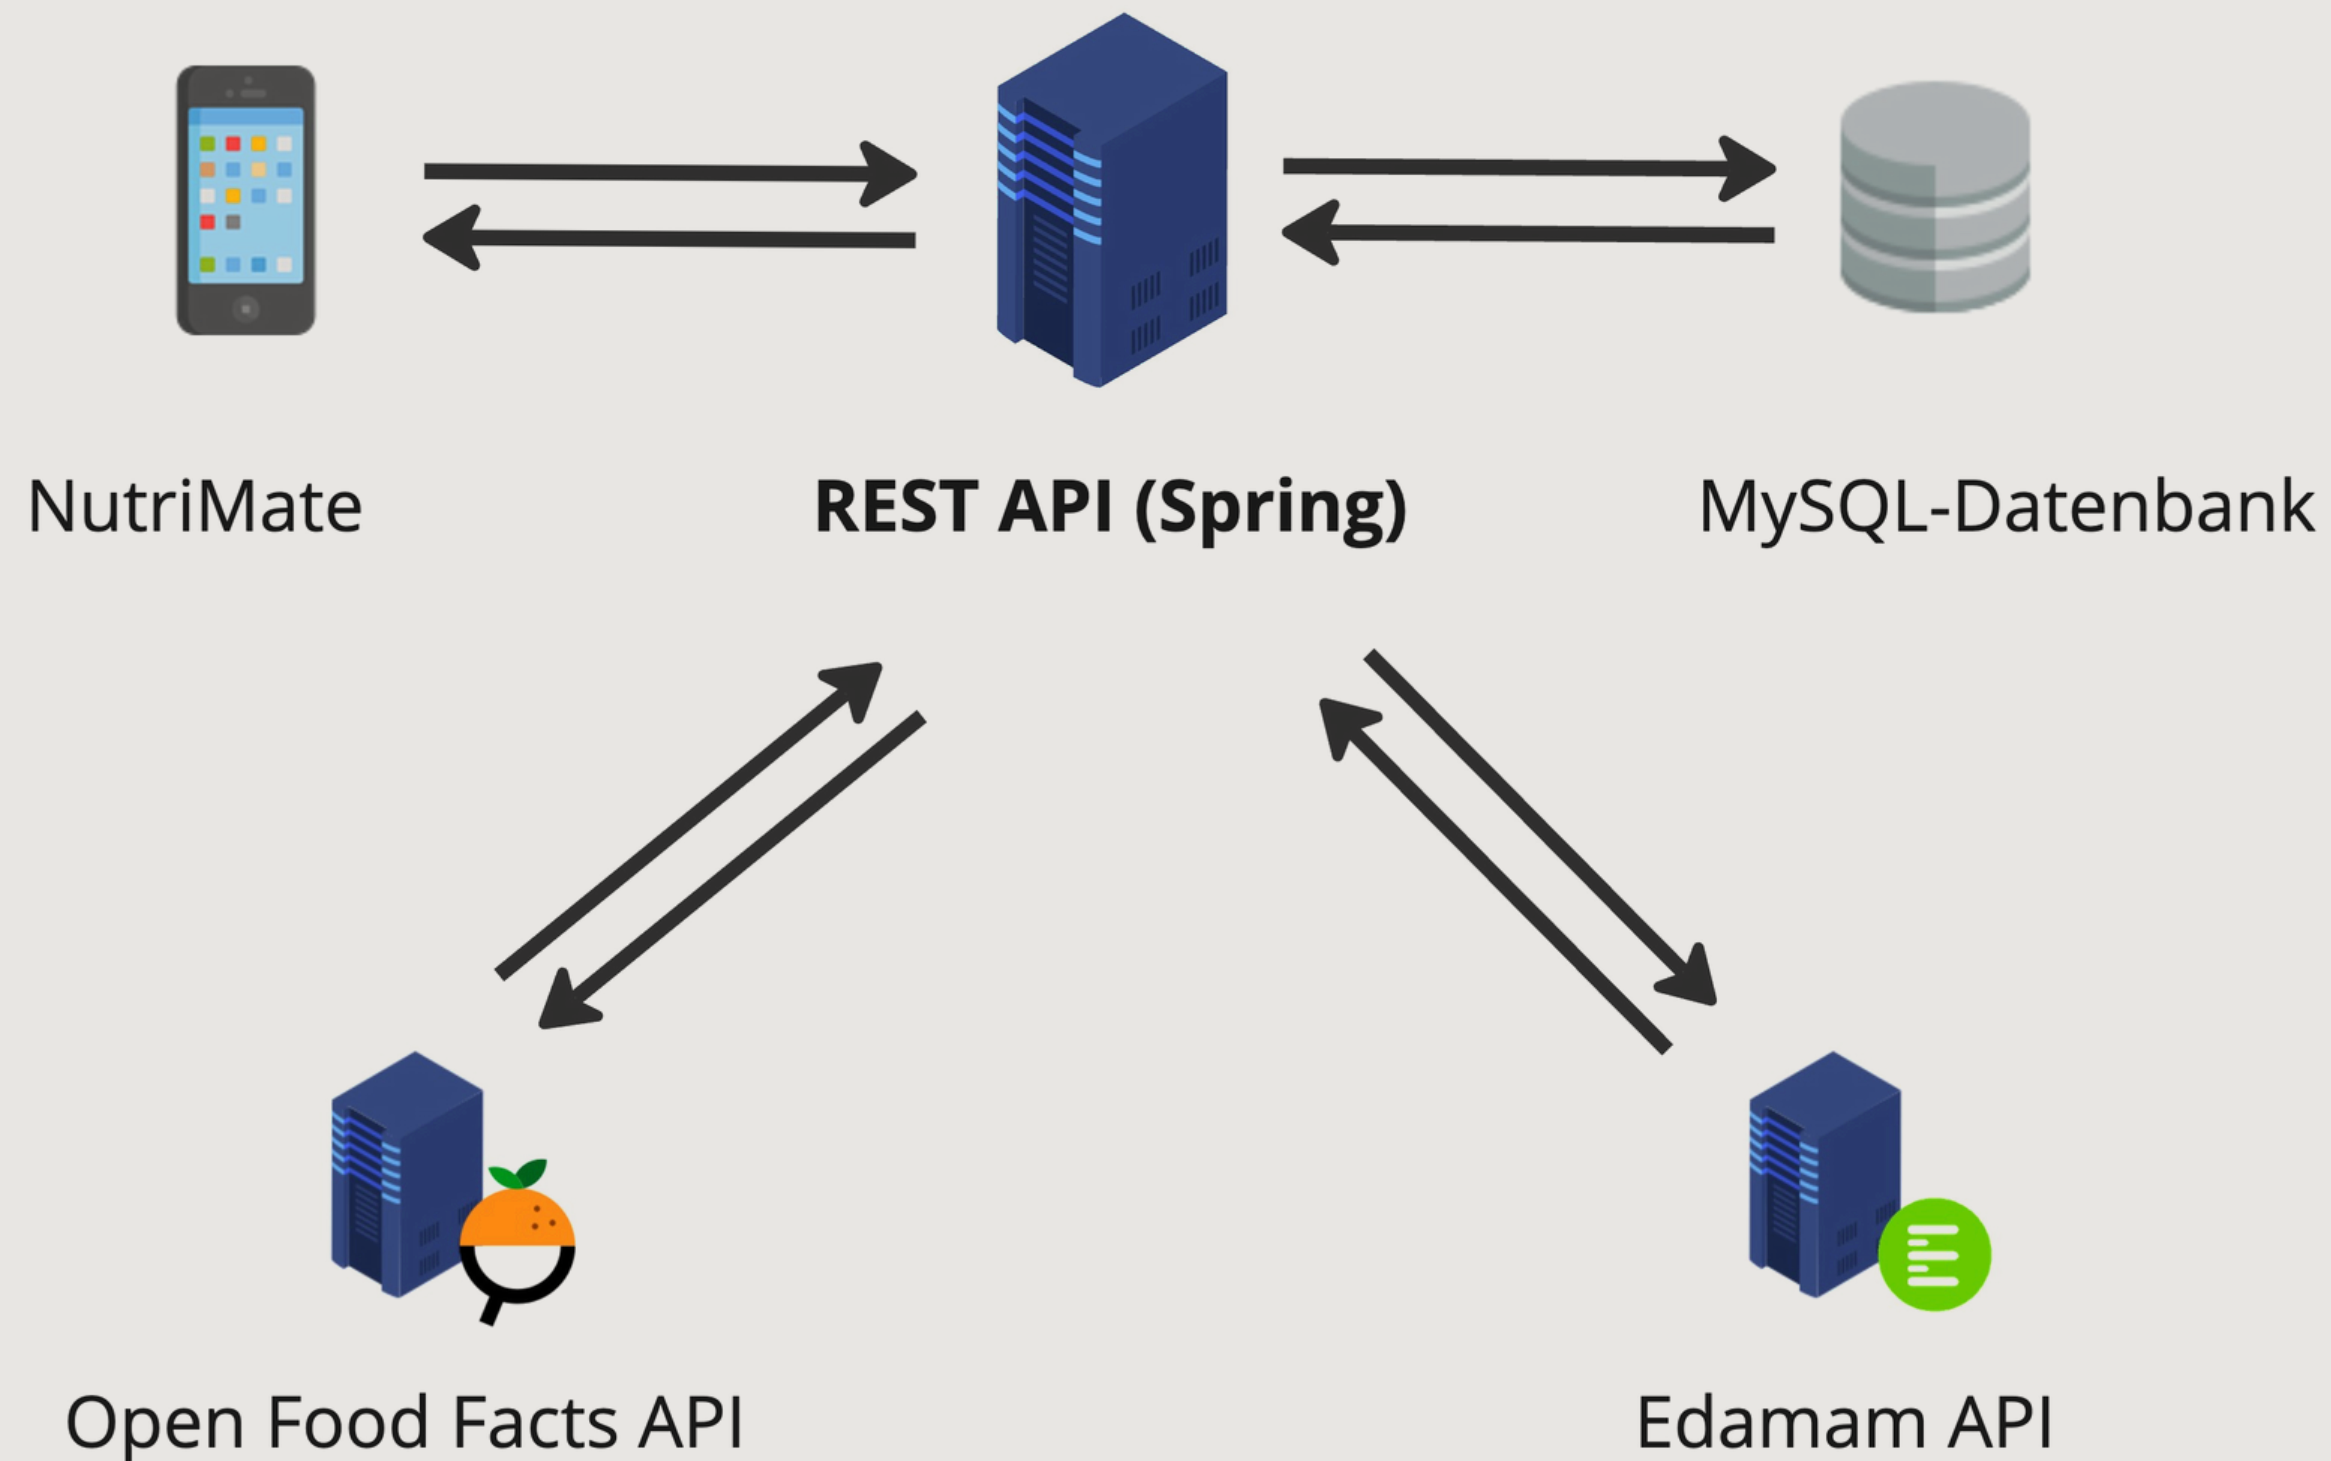 NutriMate
REST API (Spring)
MySQL-Datenbank
Open Food Facts API
Edamam API